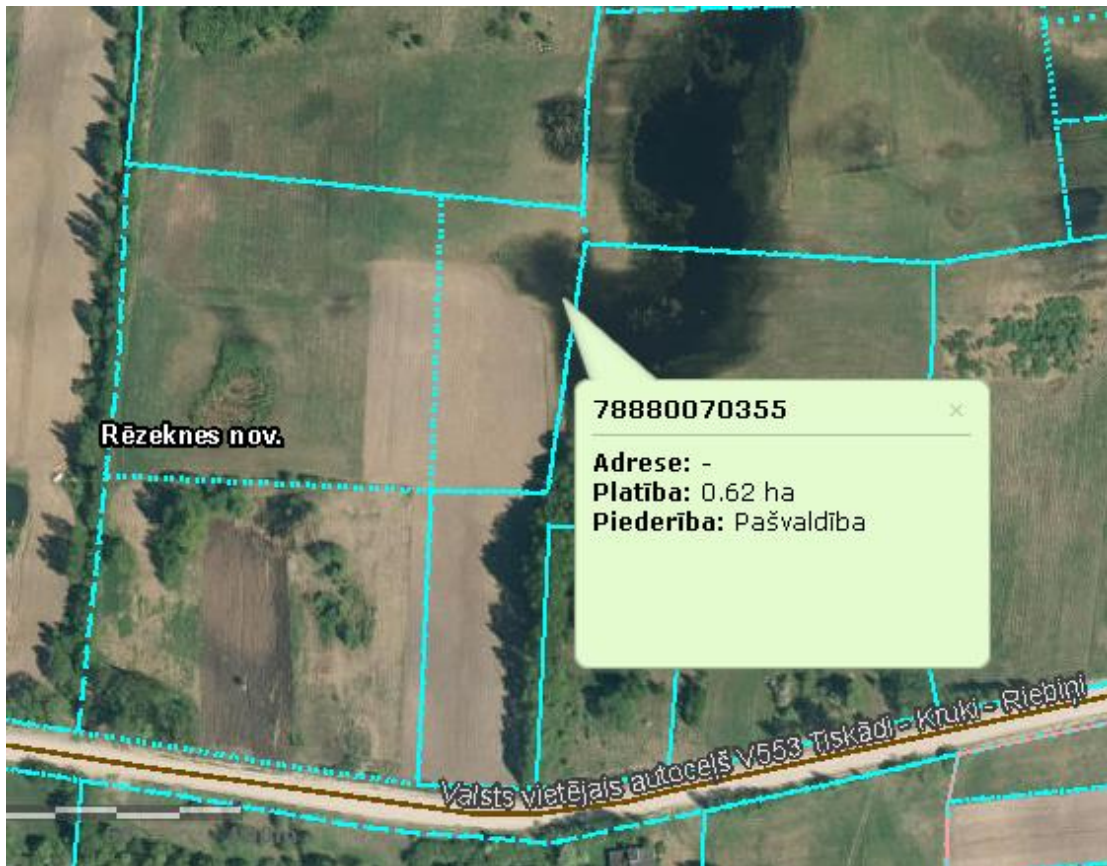 Rēzeknes nov.
78880070355 ×
Adrese: -
Platība: 0.62 ha
Piederība: Pašvaldība
Valsts vietējais autoceļš V553 Tiskādi - Kruki - Riebiņi